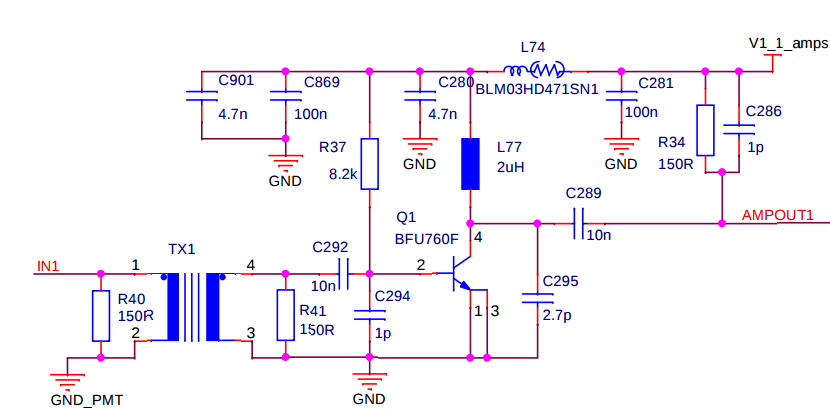 L74
V1_1_amps
C901
C869
C280
BLM03HD471SN1
C281
4.7n
100n
4.7n
100n
C286
R37
L77
R34
1p
GND
GND
8.2k
2uH
150R
GND
C289
Q1
AMPOUT1
10n
BFU760F
4
TX1
C292
IN1
1
4
2
10n
C295
R40
R41
C294
150R
150R
1p
1
3
2.7p
2
3
GND_PMT
GND